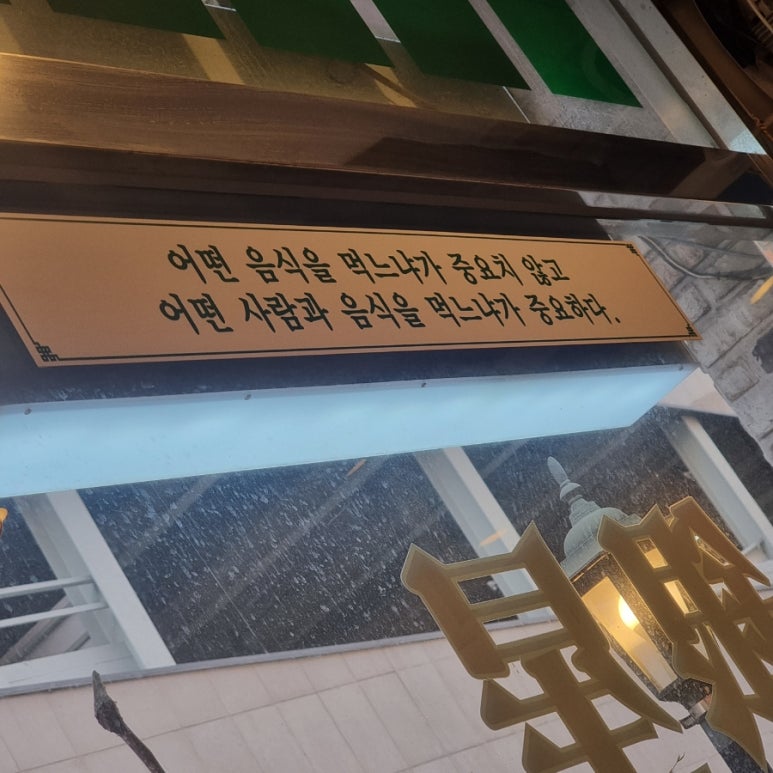 어떤 음식을 먹느냐가 중요치 않고
어떤 사람과 음식을 먹느냐가 중요하다.